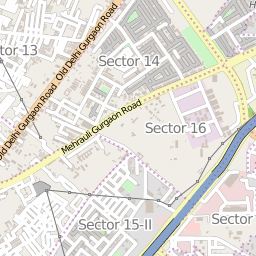 Old Delhi Gurgaon Road
Sector 13
Sector 14
Mehrauli Gurgaon Road
Sector 16
Old Delhi Gurgaon Road
Sector 15-II
Sector